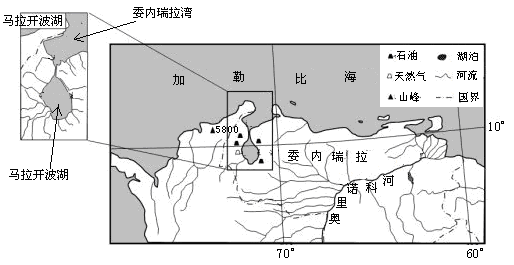 马拉开波湖
委内瑞拉湾
马拉开波湖
加勒比海
石油
湖泊
天然气
河流
山峰
国界
5800
10°
委内瑞拉
奥里诺科河
70°
60°